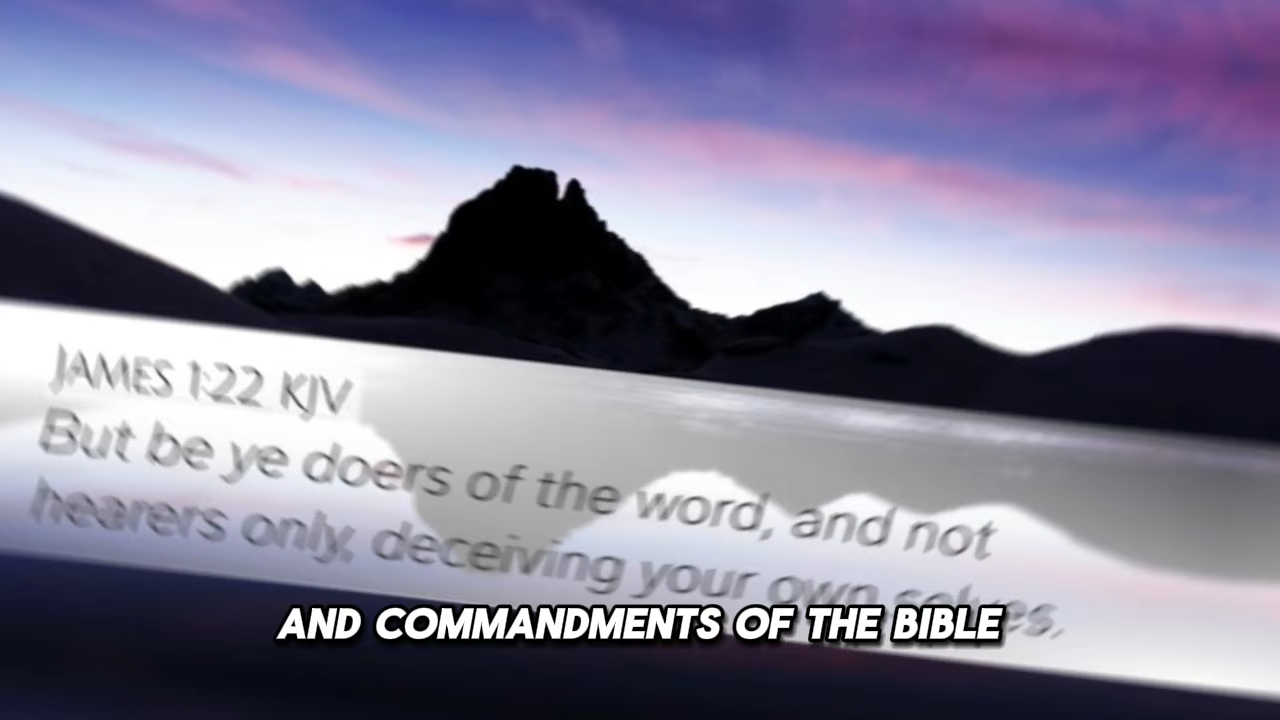 JAMES 1:22 KJV
But be ye doers of the word, and not
hearers only, deceiving your own selves.
AND COMMANDMENTS OF THE BIBLE